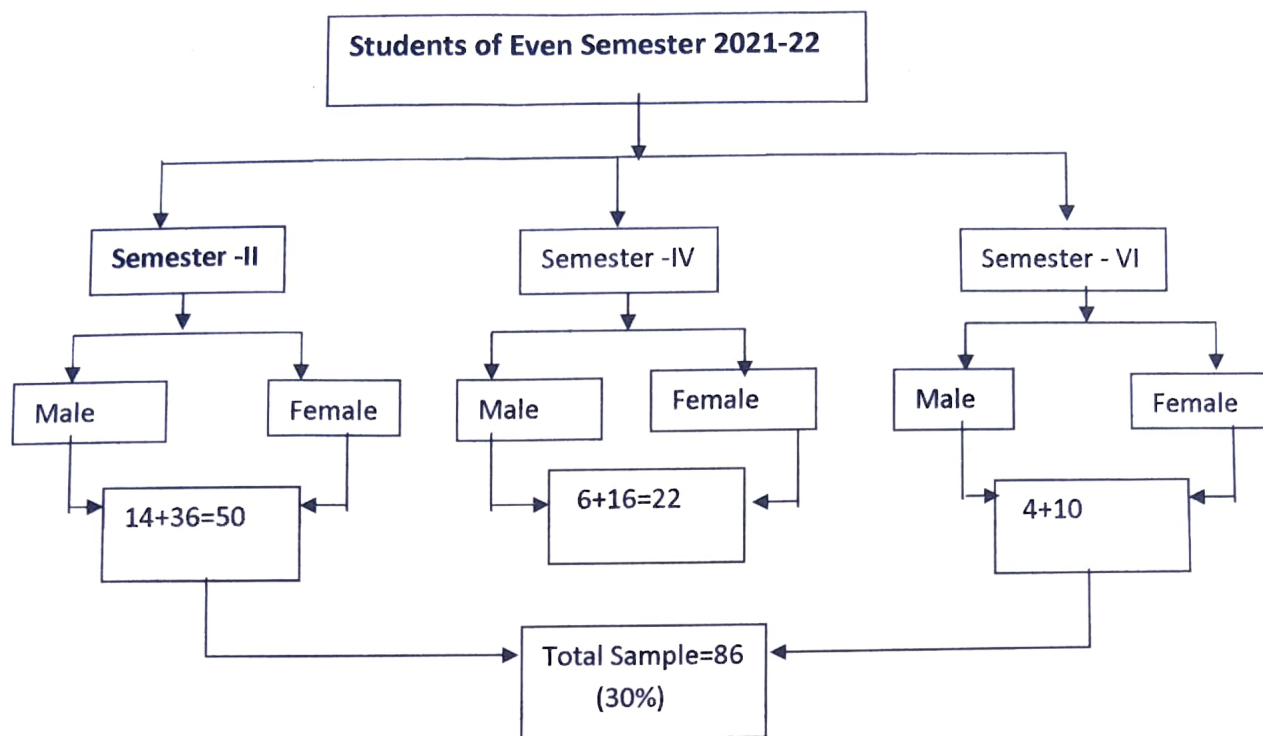 Students of Even Semester 2021-22
Semester -II
Semester -IV
Semester - VI
Male
Female
Male
Female
Male
Female
14+36=50
6+16=22
4+10
Total Sample=86
(30%)